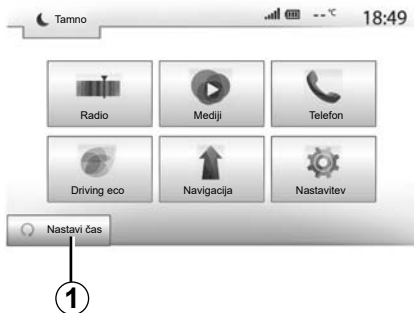 Tamno
--°C 18:49
Radio Mediji Telefon
Driving eco Navigacija Nastavitev
Nastavi čas
1